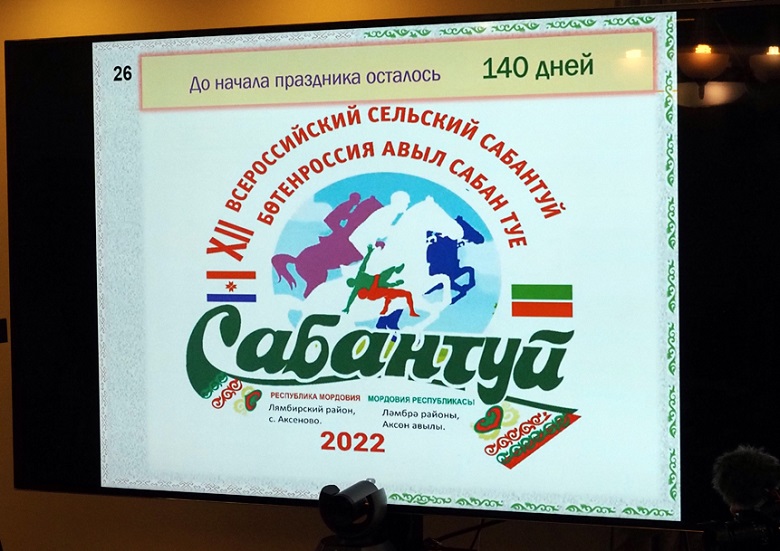 26
До начала праздника осталось 140 дней
XII ВСЕРОССИЙСКИЙ СЕЛЬСКИЙ САБАНТУЙ
БӨТЕНРОССИЯ АВЫЛ САБАН ТУЕ
Сабантуй
РЕСПУБЛИКА МОРДОВИЯ
Лямбирский район,
с. Аксеново.
МОРДОВИЯ РЕСПУБЛИКАСЫ
Ләмбрә районы,
Аксон авылы.
2022